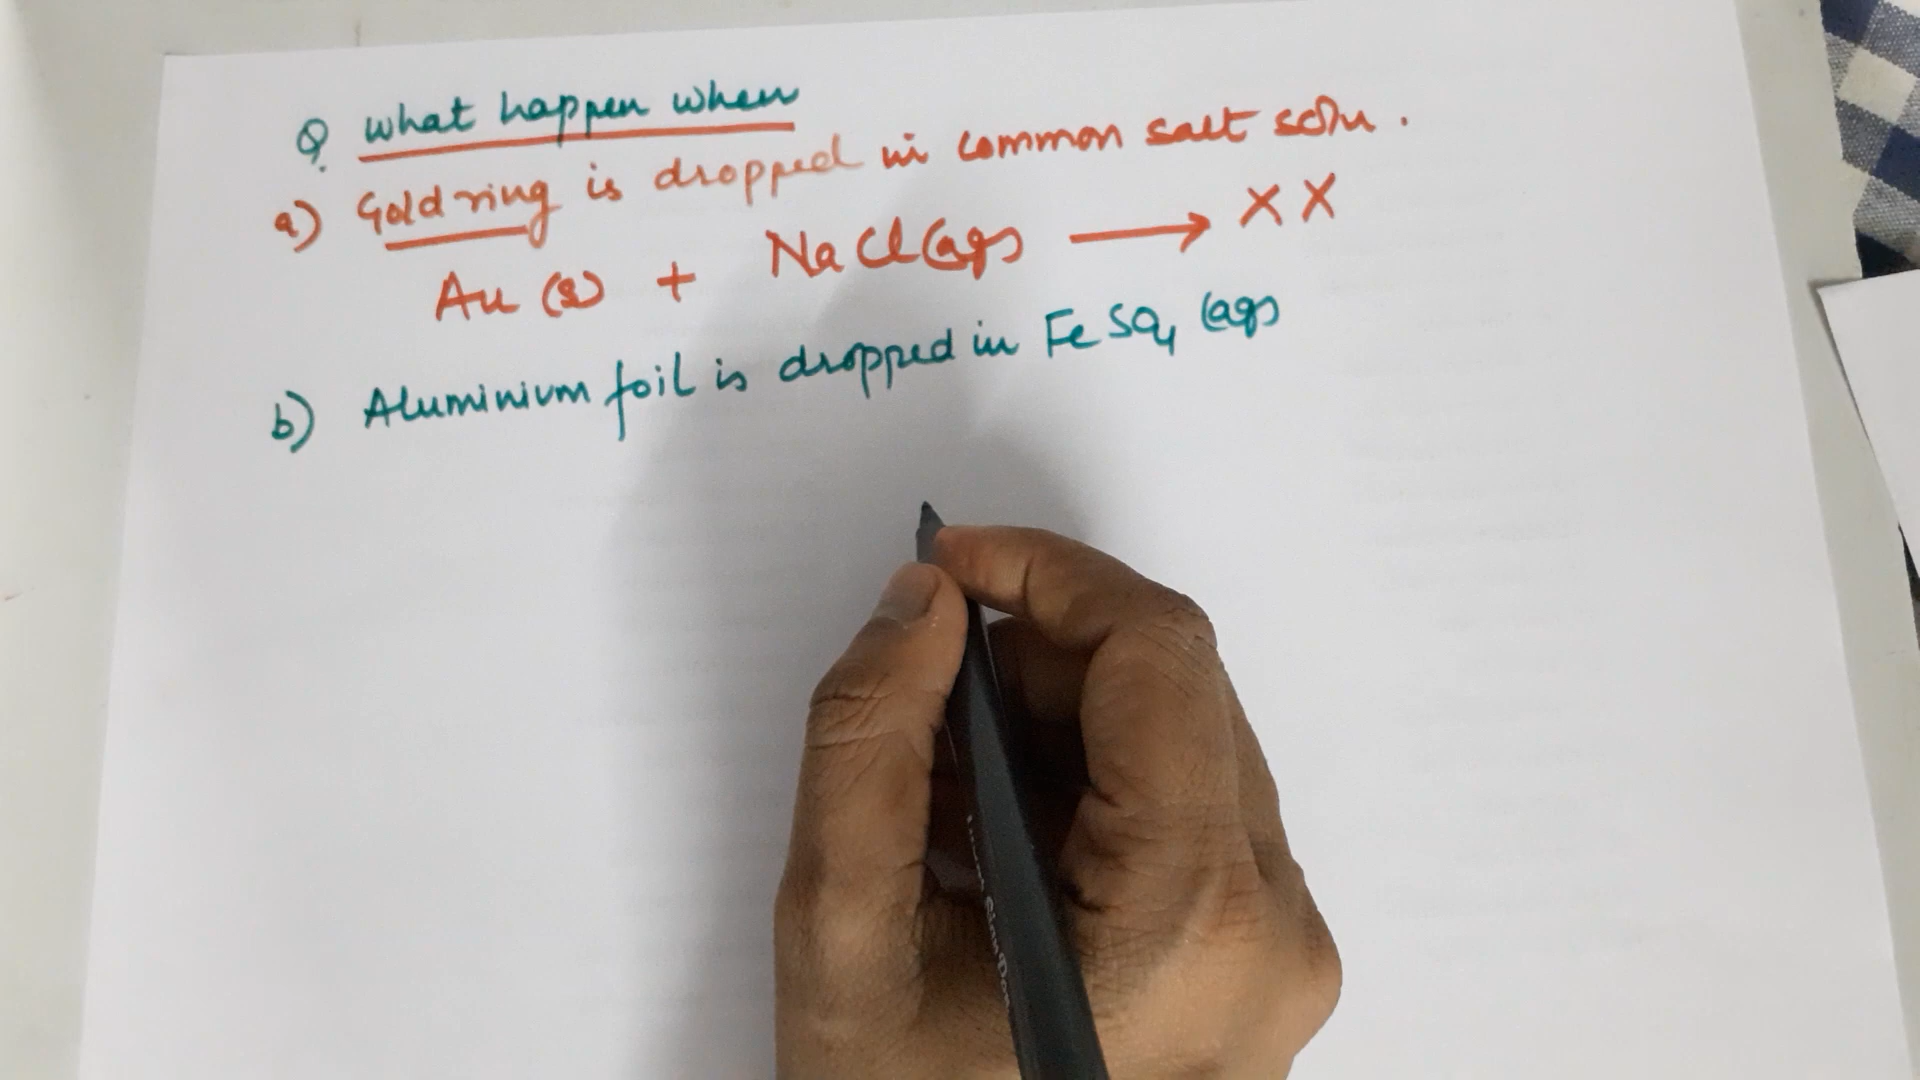 Q. what happen when
a) Gold ring is dropped in common salt soln.
Au (s) + NaCl(aq) → X X
b) Aluminium foil is dropped in FeSO4 (aq)